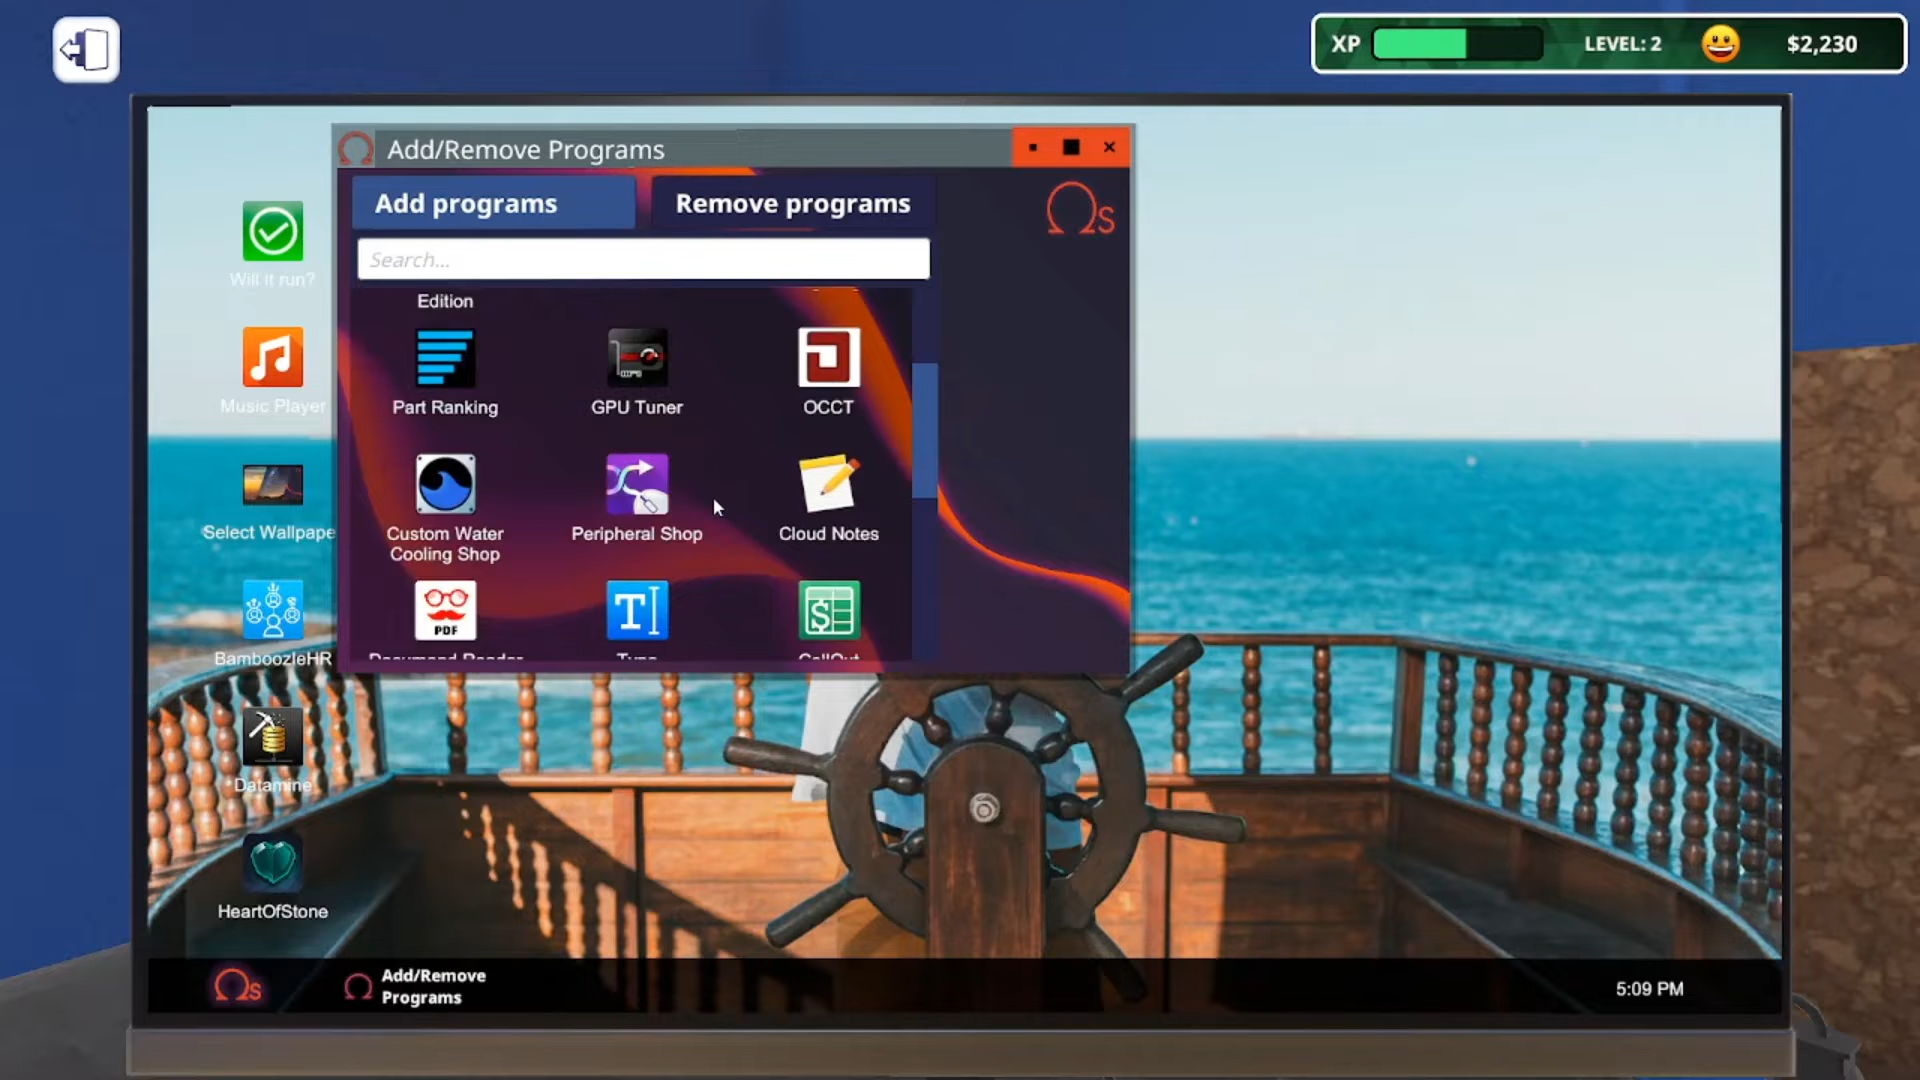 XP
LEVEL: 2
$2,230
Add/Remove Programs
Add programs
Remove programs
Search...
Ωs
Edition
Part Ranking
GPU Tuner
OCCT
Custom Water
Cooling Shop
Peripheral Shop
Cloud Notes
PDF
Will it run?
Music Player
Select Wallpape
BamboozleHR
Datamine
HeartOfStone
Ωs
Add/Remove
Programs
5:09 PM